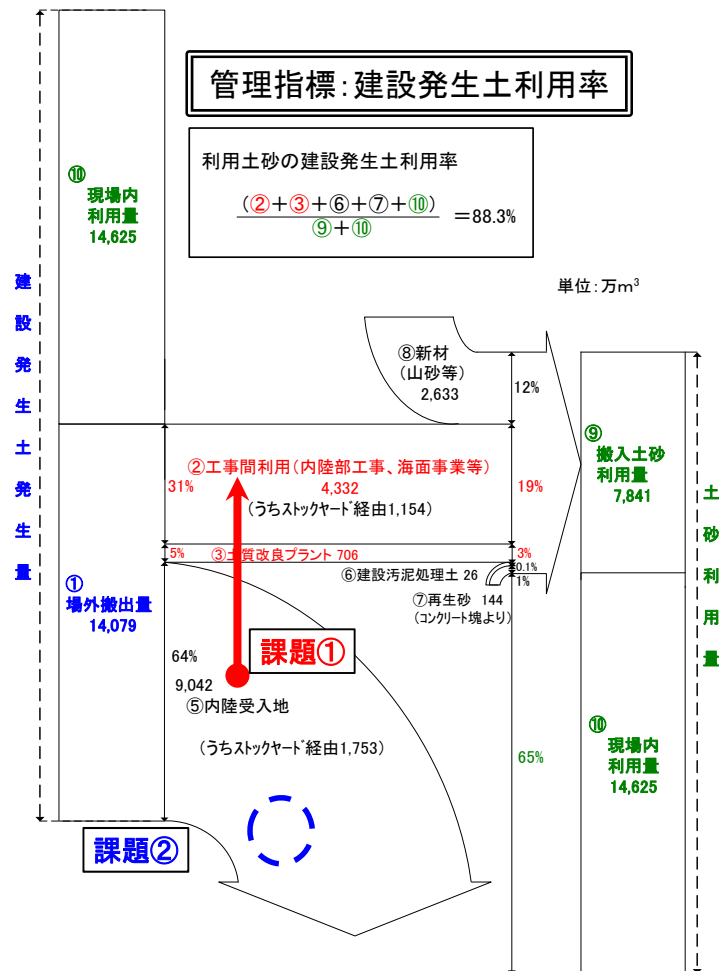 管理指標:建設発生土利用率
利用土砂の建設発生土利用率
(②+③+⑥+⑦+⑩)
⑨+⑩
=88.3%
単位:万m³
建設発生土発生量
⑩
現場内
利用量
14,625
①
場外搬出量
14,079
⑧新材
(山砂等)
2,633
12%
②工事間利用(内陸部工事、海面事業等)
4,332
(うちストックヤード経由1,154)
31%
19%
5%
③土質改良プラント 706
3%
⑥建設汚泥処理土 26
0.1%
1%
⑦再生砂 144
(コンクリート塊より)
課題①
64%
9,042
⑤内陸受入地
(うちストックヤード経由1,753)
65%
課題②
⑨
搬入土砂
利用量
7,841
⑩
現場内
利用量
14,625
土砂利用量